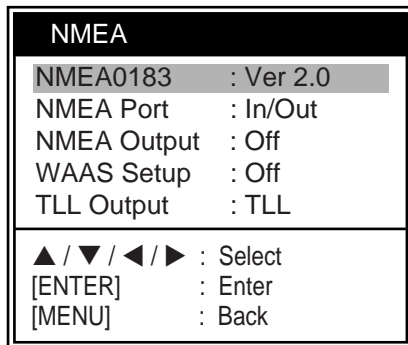 NMEA
NMEA0183 : Ver 2.0
NMEA Port : In/Out
NMEA Output : Off
WAAS Setup : Off
TLL Output : TLL
▲ / ▼ / ◀ / ▶ : Select
[ENTER] : Enter
[MENU] : Back